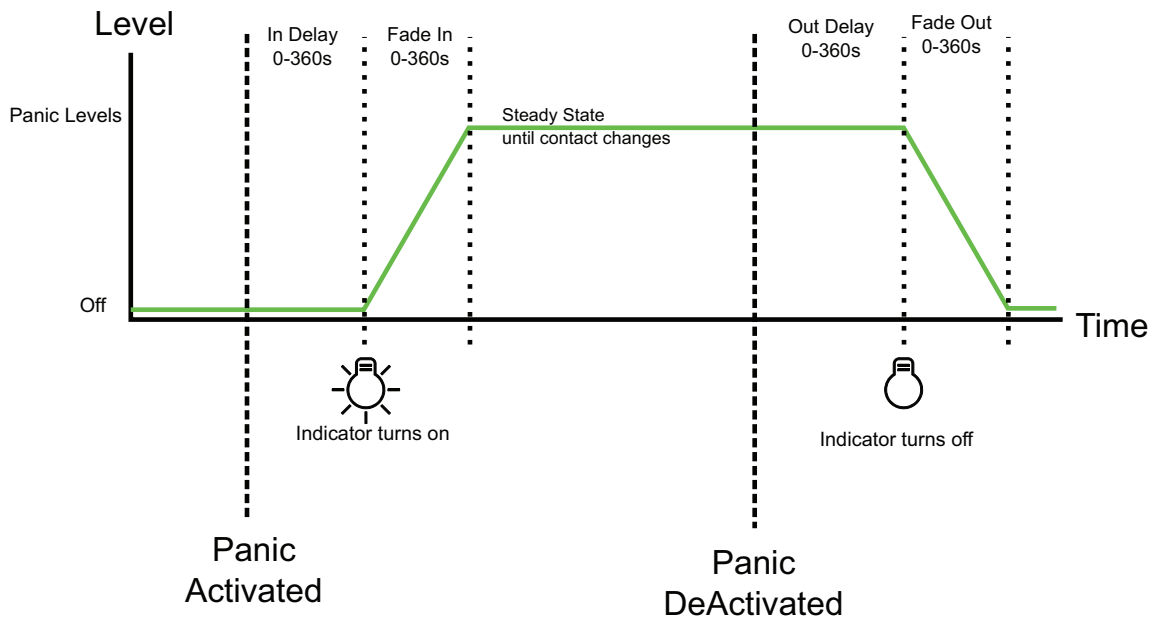 Level
In Delay
0-360s
Fade In
0-360s
Out Delay
0-360s
Fade Out
0-360s
Panic Levels
Steady State
until contact changes
Off
Time
Indicator turns on
Indicator turns off
Panic
Activated
Panic
DeActivated